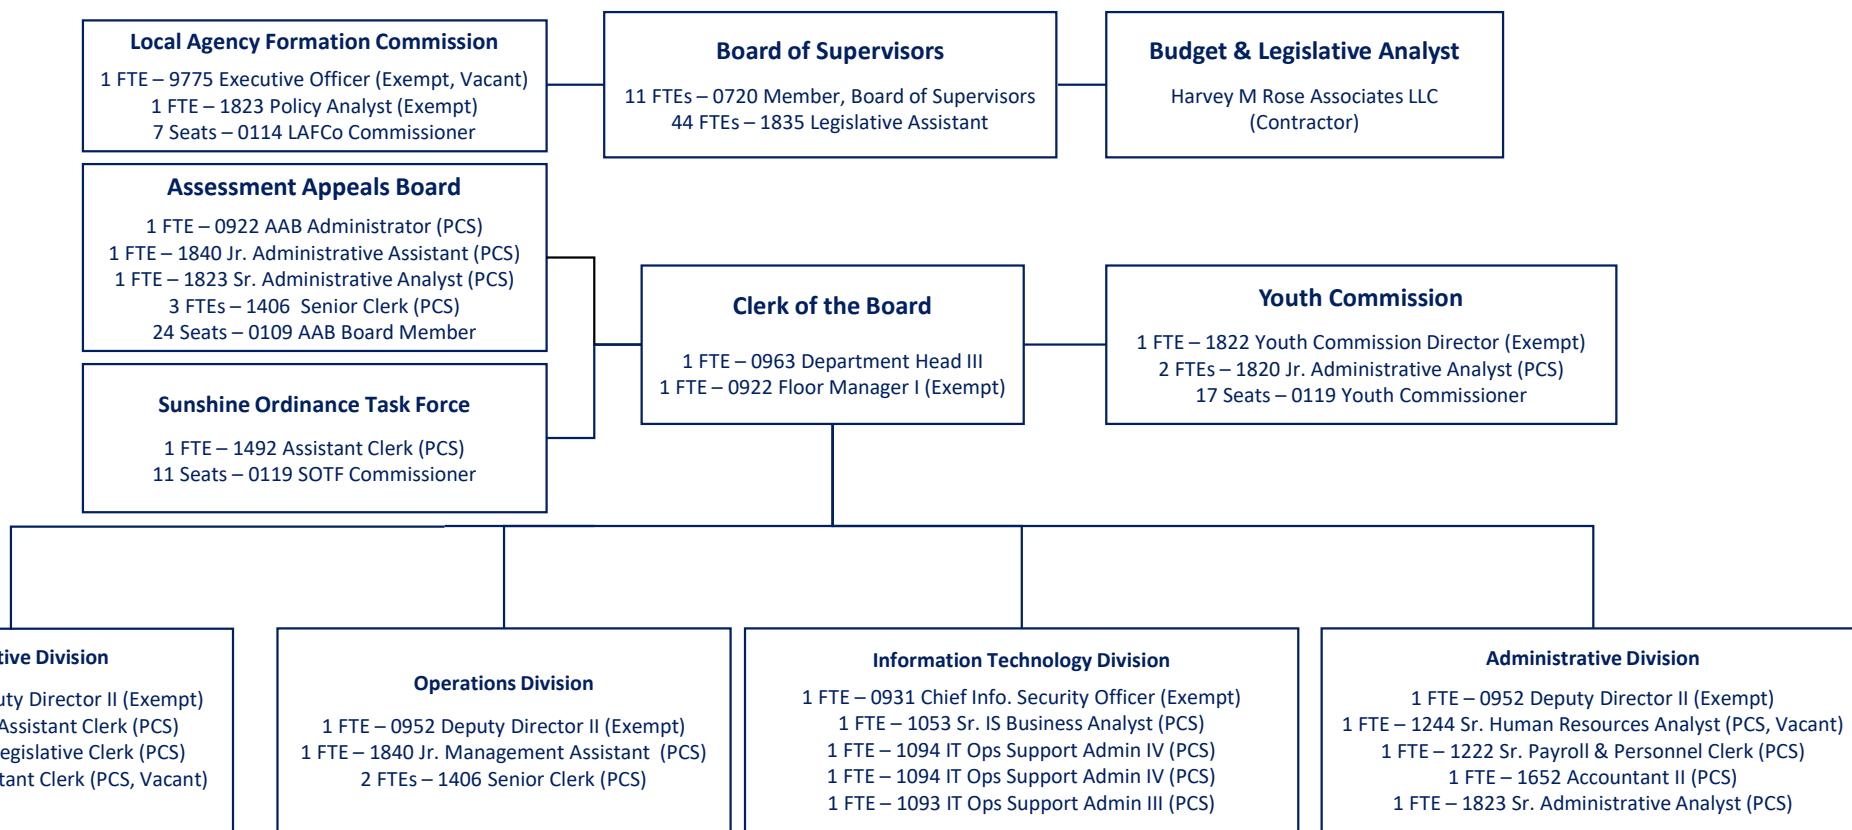 Local Agency Formation Commission
1 FTE – 9775 Executive Officer (Exempt, Vacant)
1 FTE – 1823 Policy Analyst (Exempt)
7 Seats – 0114 LAFCo Commissioner
Board of Supervisors
11 FTEs – 0720 Member, Board of Supervisors
44 FTEs – 1835 Legislative Assistant
Budget & Legislative Analyst
Harvey M Rose Associates LLC
(Contractor)
Assessment Appeals Board
1 FTE – 0922 AAB Administrator (PCS)
1 FTE – 1840 Jr. Administrative Assistant (PCS)
1 FTE – 1823 Sr. Administrative Analyst (PCS)
3 FTEs – 1406  Senior Clerk (PCS)
24 Seats – 0109 AAB Board Member
Sunshine Ordinance Task Force
1 FTE – 1492 Assistant Clerk (PCS)
11 Seats – 0119 SOTF Commissioner
Clerk of the Board
1 FTE – 0963 Department Head III
1 FTE – 0922 Floor Manager I (Exempt)
Youth Commission
1 FTE – 1822 Youth Commission Director (Exempt)
2 FTEs – 1820 Jr. Administrative Analyst (PCS)
17 Seats – 0119 Youth Commissioner
tive Division
uty Director II (Exempt)
Assistant Clerk (PCS)
egislative Clerk (PCS)
tant Clerk (PCS, Vacant)
Operations Division
1 FTE – 0952 Deputy Director II (Exempt)
1 FTE – 1840 Jr. Management Assistant  (PCS)
2 FTEs – 1406 Senior Clerk (PCS)
Information Technology Division
1 FTE – 0931 Chief Info. Security Officer (Exempt)
1 FTE – 1053 Sr. IS Business Analyst (PCS)
1 FTE – 1094 IT Ops Support Admin IV (PCS)
1 FTE – 1094 IT Ops Support Admin IV (PCS)
1 FTE – 1093 IT Ops Support Admin III (PCS)
Administrative Division
1 FTE – 0952 Deputy Director II (Exempt)
1 FTE – 1244 Sr. Human Resources Analyst (PCS, Vacant)
1 FTE – 1222 Sr. Payroll & Personnel Clerk (PCS)
1 FTE – 1652 Accountant II (PCS)
1 FTE – 1823 Sr. Administrative Analyst (PCS)